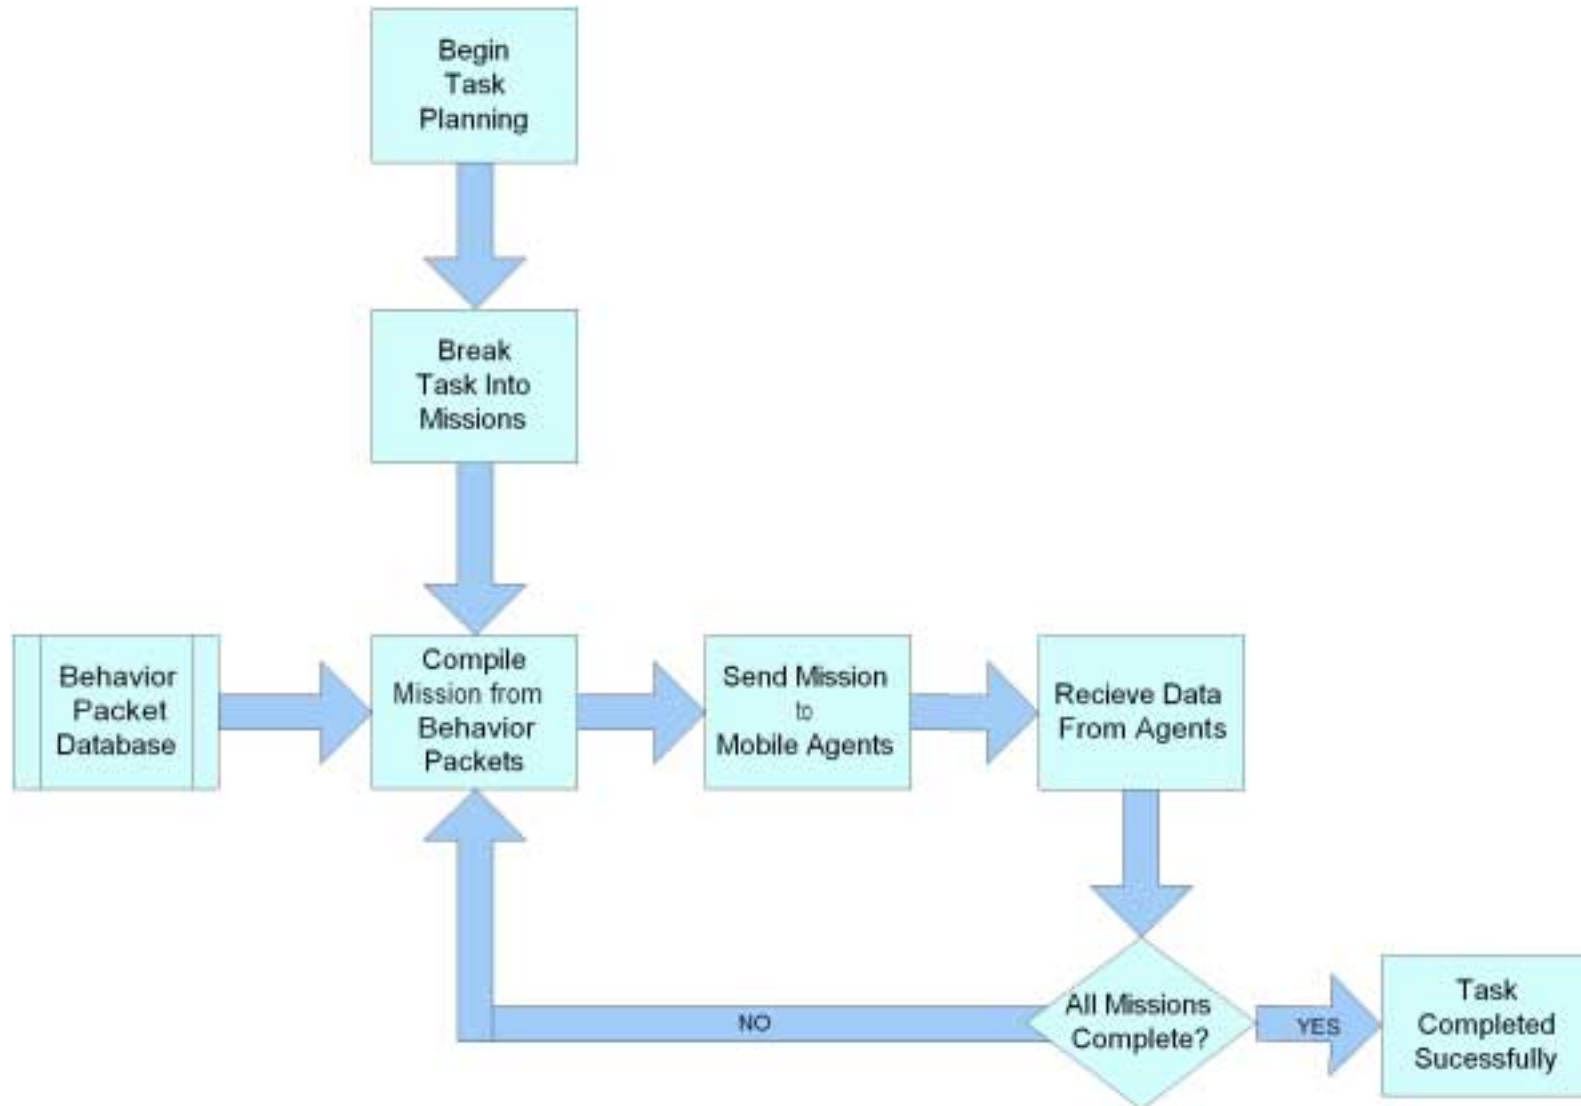 Begin
Task
Planning
Break
Task Into
Missions
Behavior
Packet
Database
Compile
Mission from
Behavior
Packets
Send Mission
to
Mobile Agents
Recieve Data
From Agents
All Missions
Complete?
NO
YES
Task
Completed
Sucessfully